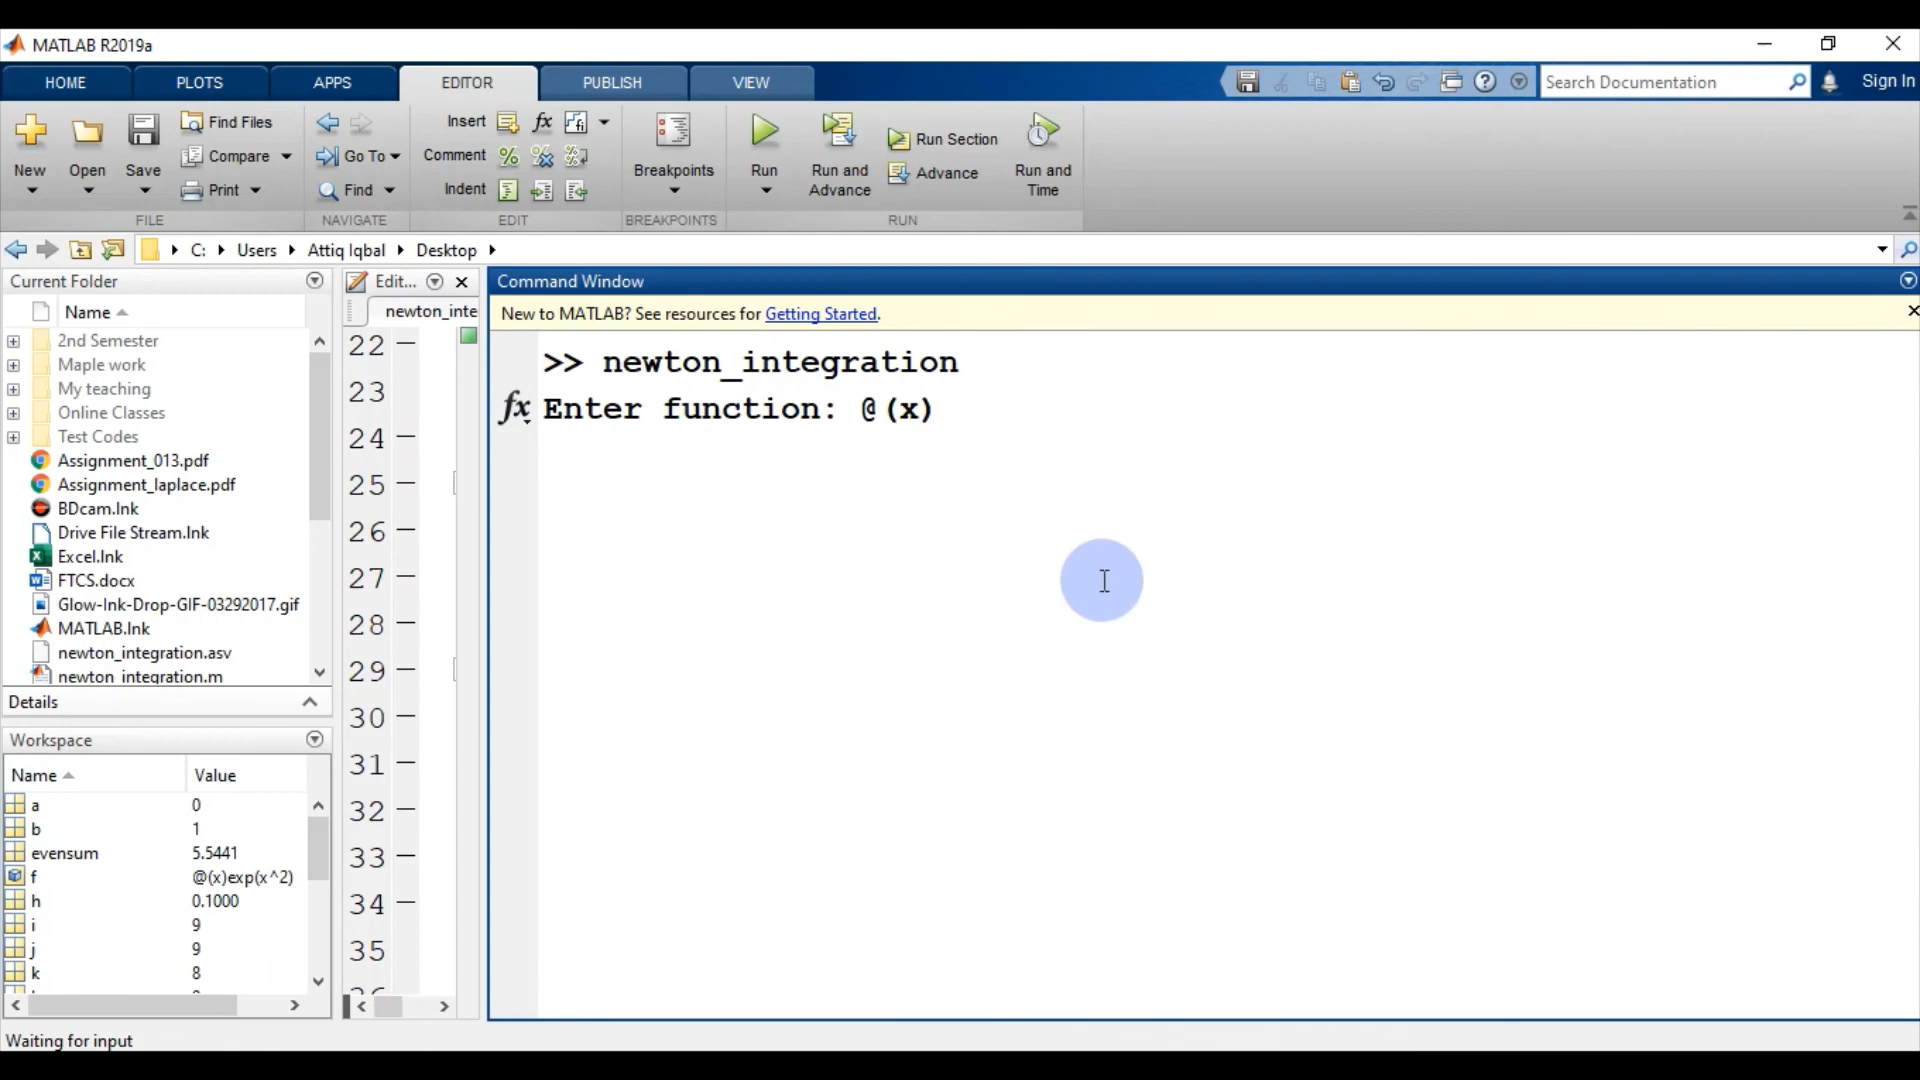 MATLAB R2019a
HOME PLOTS APPS EDITOR PUBLISH VIEW Search Documentation Sign In
New Open Save Find Files Compare Print
Go To Find
Insert fx fi
Comment % % %
Indent
Breakpoints
Run Run and Advance Run Section Advance Run and Time
FILE NAVIGATE EDIT BREAKPOINTS RUN
C: Users Attiq Iqbal Desktop
Current Folder
Name
2nd Semester
Maple work
My teaching
Online Classes
Test Codes
Assignment_013.pdf
Assignment_laplace.pdf
BDcam.lnk
Drive File Stream.lnk
Excel.lnk
FTCS.docx
Glow-Ink-Drop-GIF-03292017.gif
MATLAB.lnk
newton_integration.asv
newton_integration.m
Details
Workspace
Name Value
a 0
b 1
evensum 5.5441
f @(x)exp(x^2)
h 0.1000
i 9
j 9
k 8
Edit...
newton_inte
22
23
24
25
26
27
28
29
30
31
32
33
34
35
Command Window
New to MATLAB? See resources for Getting Started.
>> newton_integration
fx Enter function: @(x)
Waiting for input